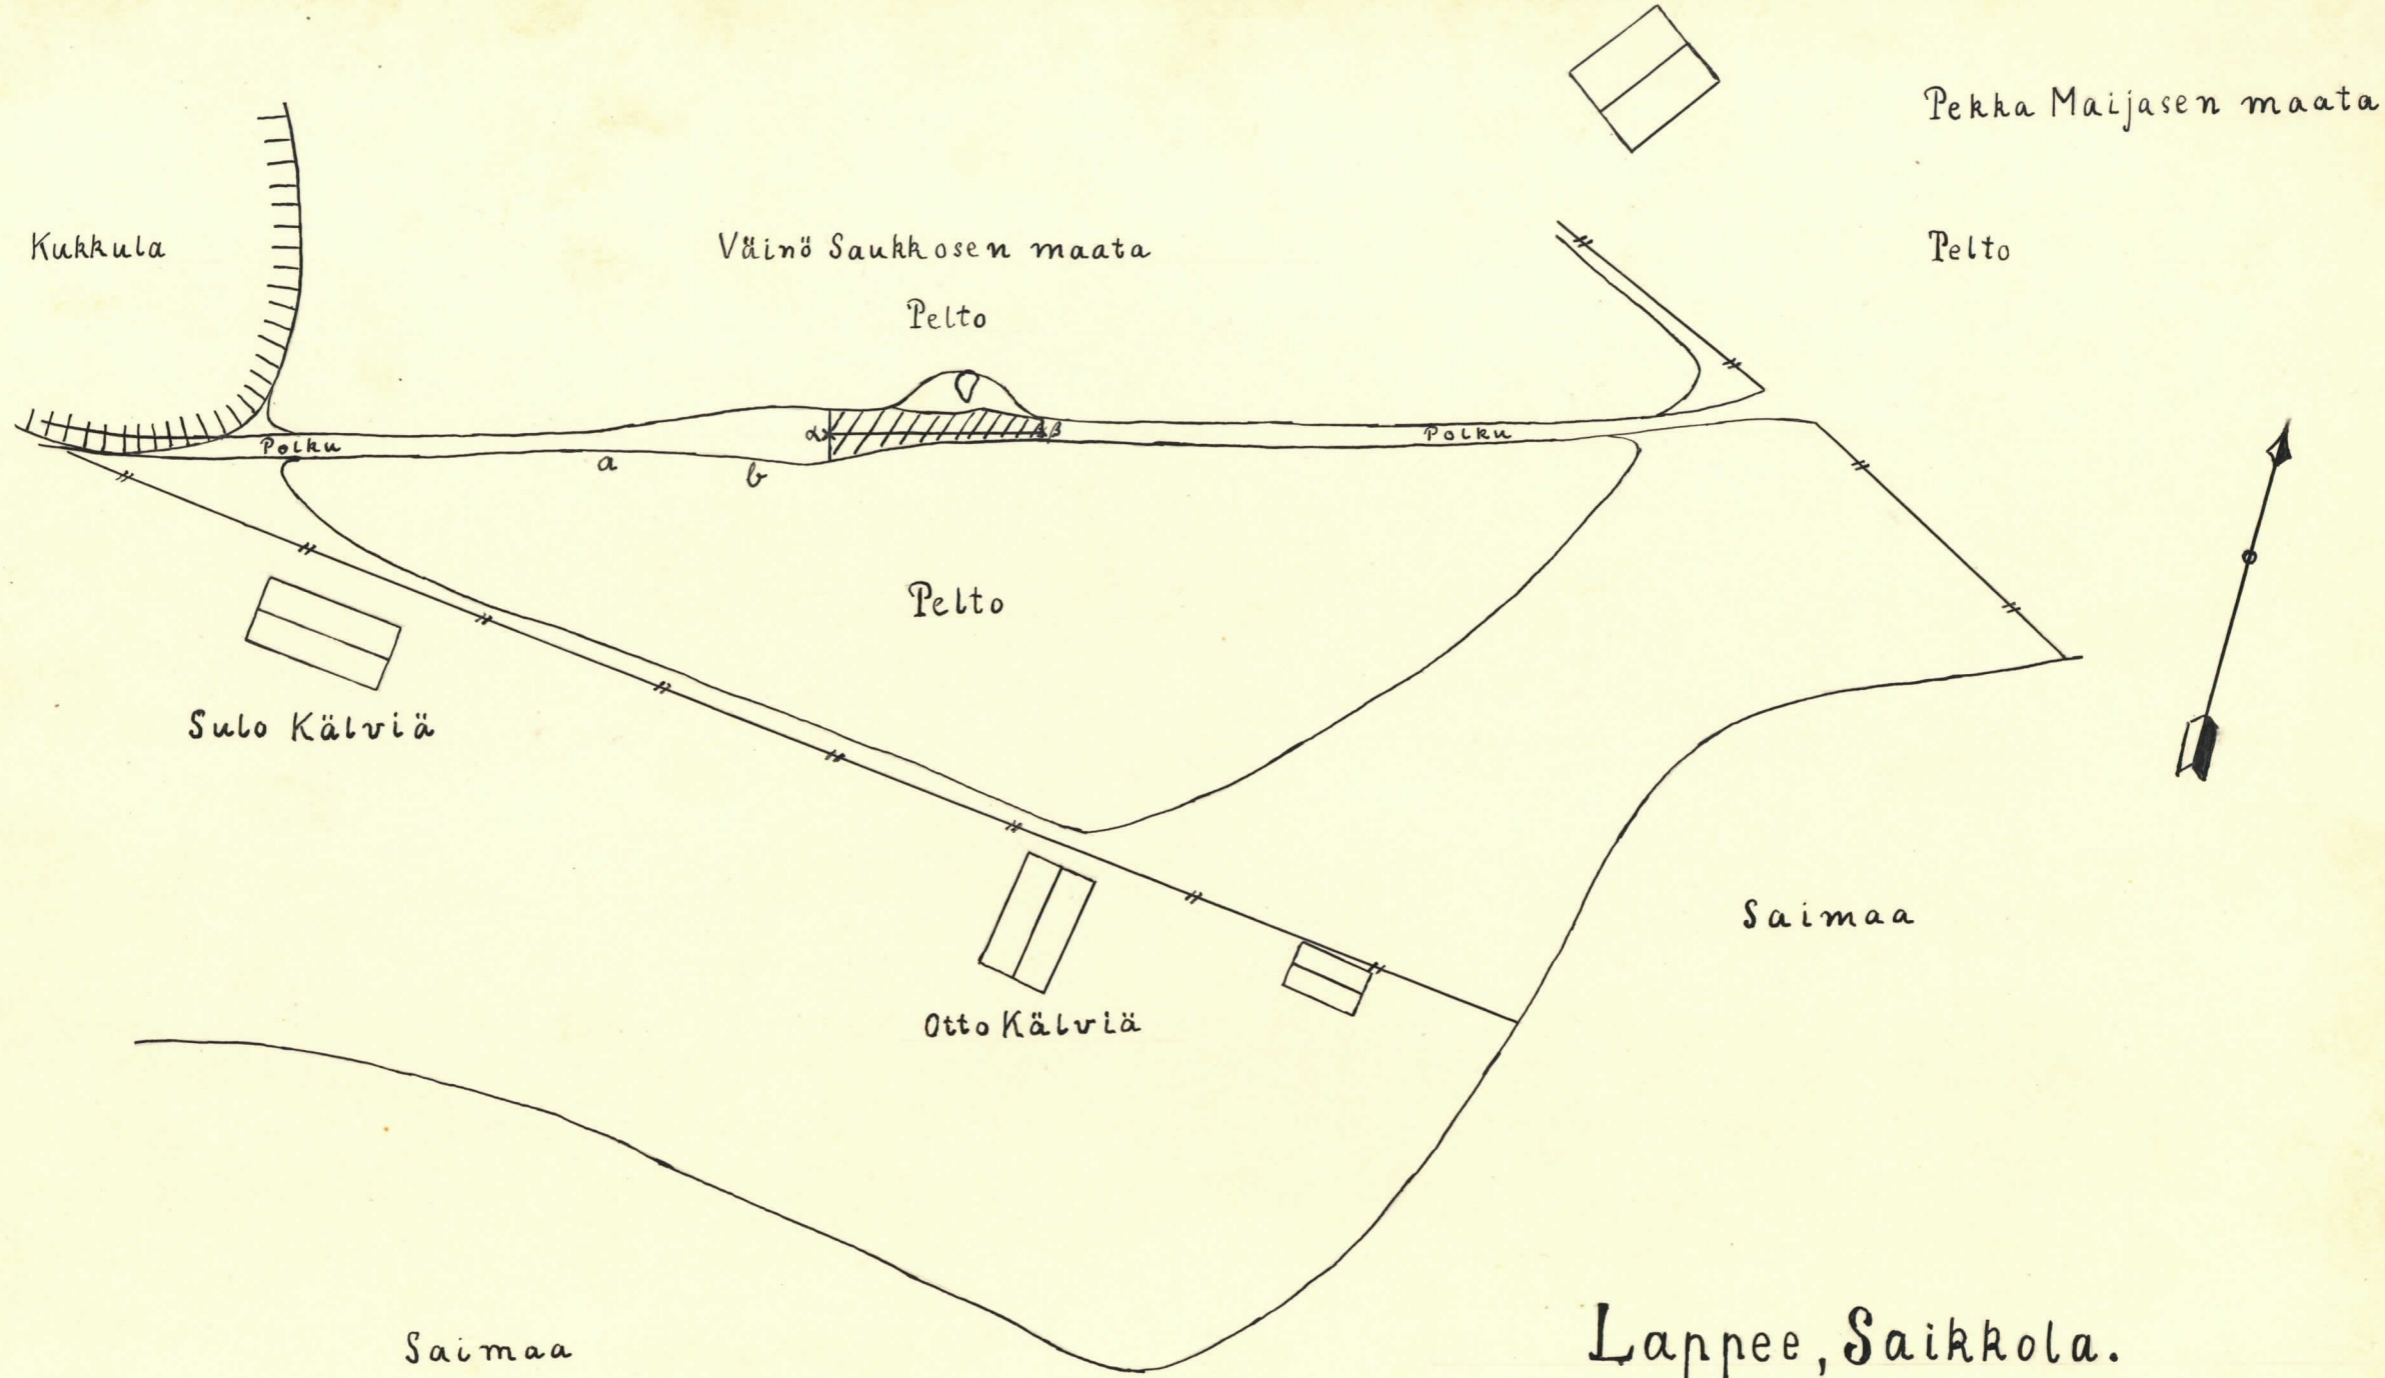 Pekka Maijasen maata
Kukkula
Väinö Saukkosen maata
Pelto
Pelto
α
β
Polku
Polku
a
b
Pelto
Sulo Kälviä
Saimaa
Otto Kälviä
Saimaa
Lappee, Saikkola.